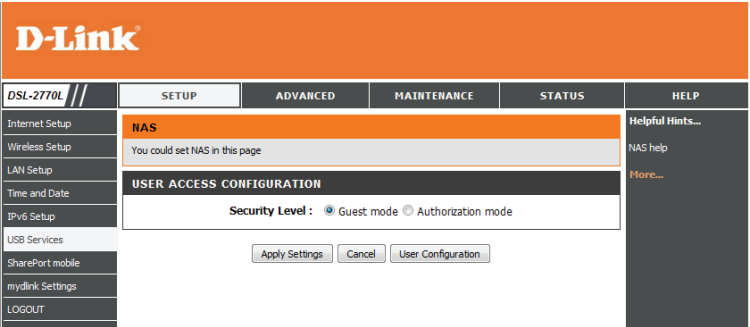 D-Link
DSL-2770L
SETUP
ADVANCED
MAINTENANCE
STATUS
HELP
Internet Setup
Wireless Setup
LAN Setup
Time and Date
IPv6 Setup
USB Services
SharePort mobile
mydlink Settings
LOGOUT
NAS
You could set NAS in this page
USER ACCESS CONFIGURATION
Security Level : Guest mode Authorization mode
Apply Settings Cancel User Configuration
Helpful Hints...
NAS help
More...